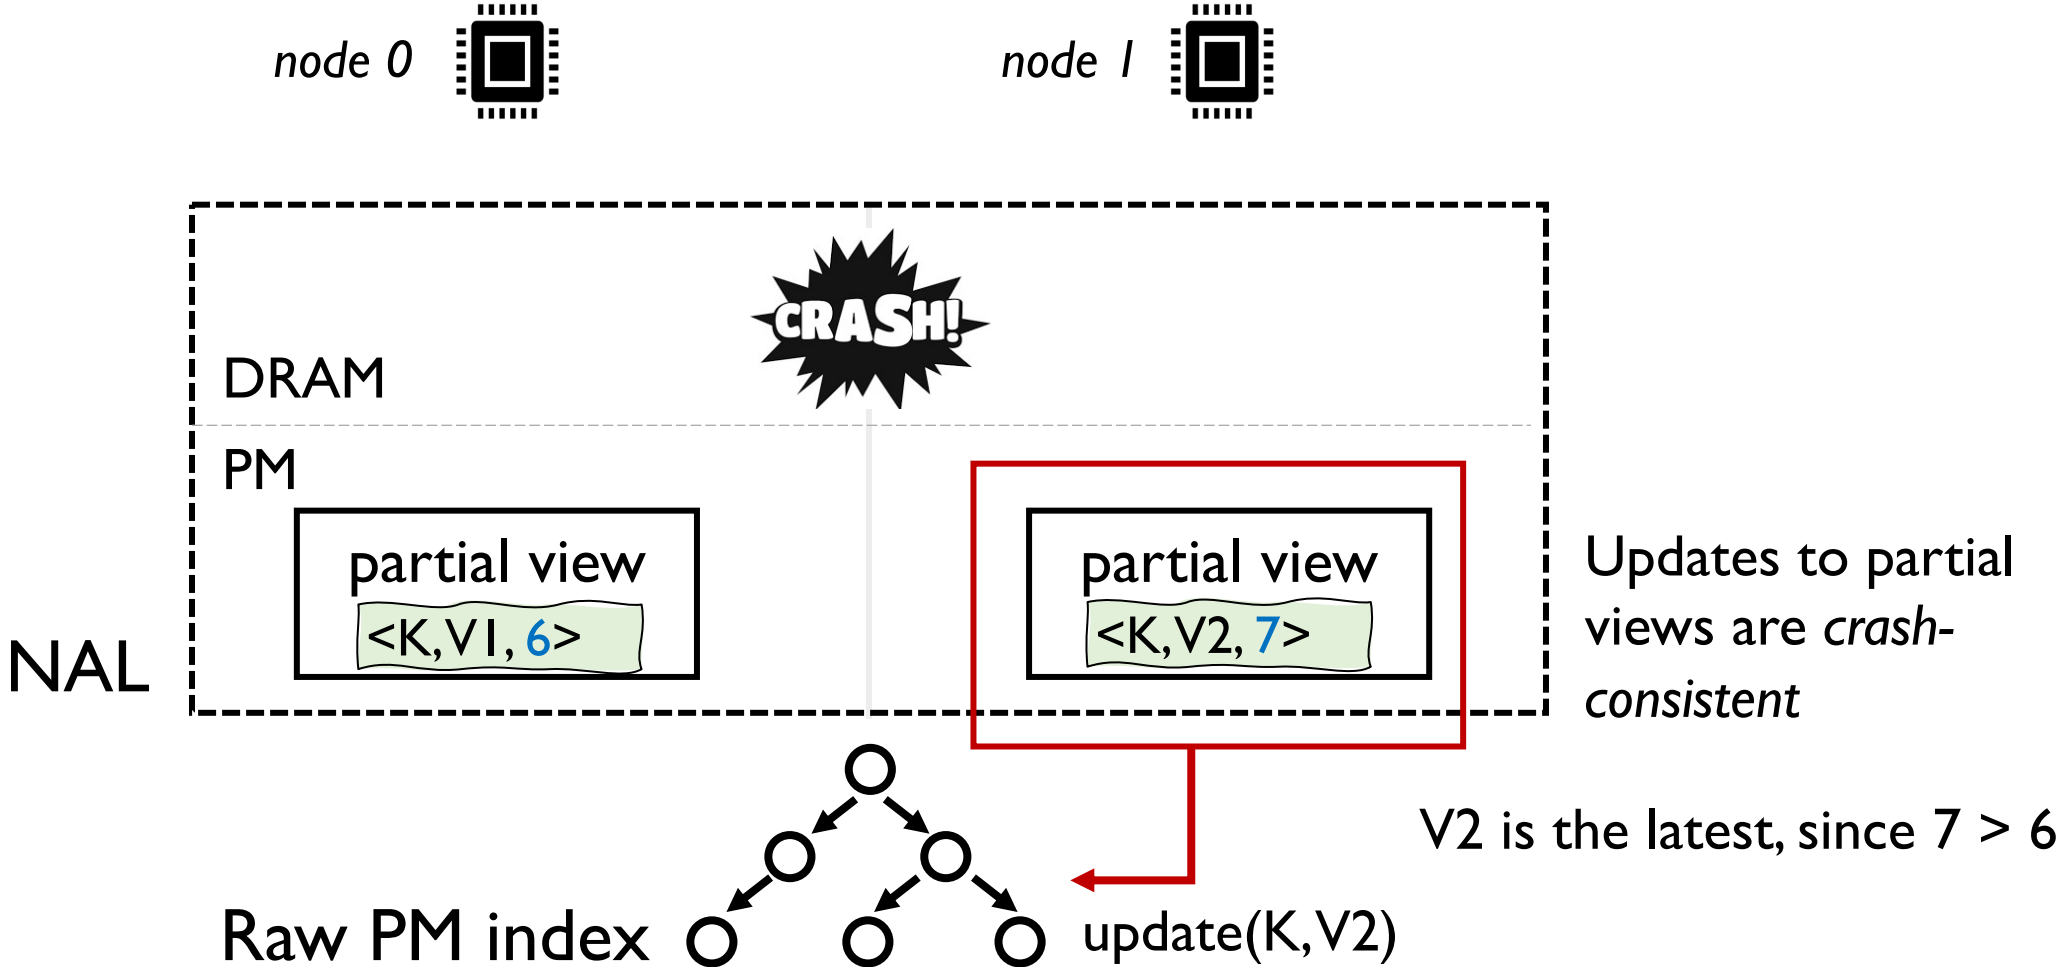 node 0
node 1
CRASH!
DRAM
PM
partial view
<K,V1, 6>
partial view
<K,V2, 7>
NAL
Updates to partial
views are crash-
consistent
V2 is the latest, since 7 > 6
Raw PM index
update(K,V2)